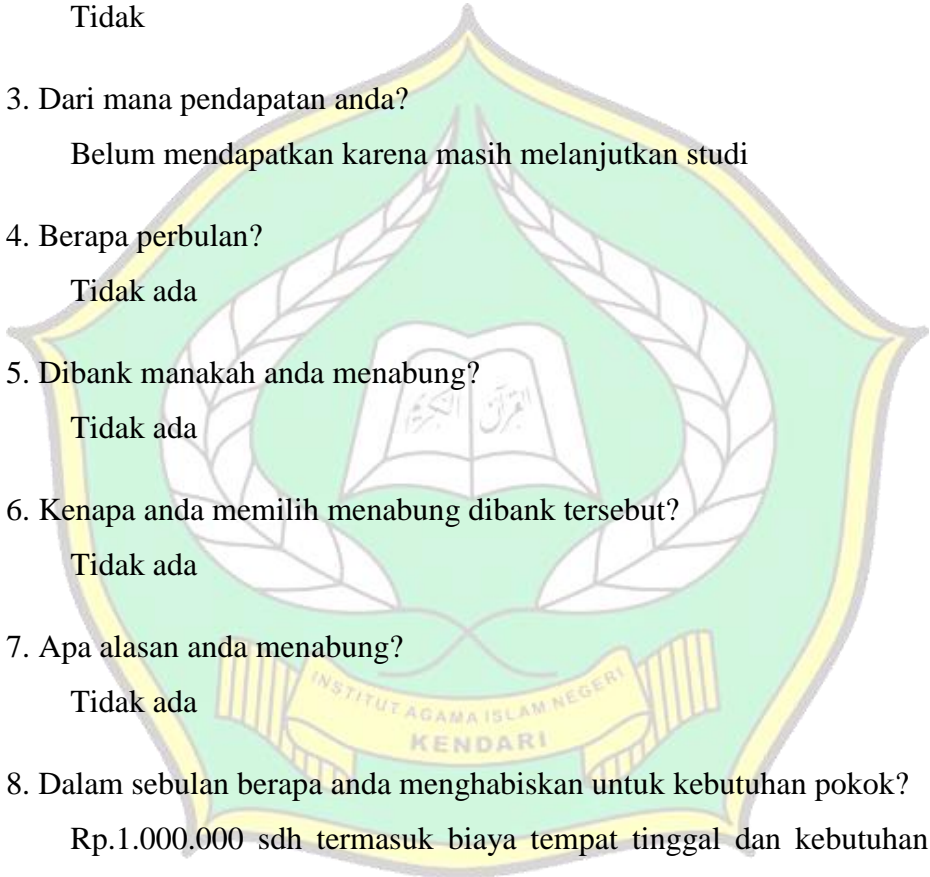 Tidak
3. Dari mana pendapatan anda?
Belum mendapatkan karena masih melanjutkan studi
4. Berapa perbulan?
Tidak ada
5. Dibank manakah anda menabung?
Tidak ada
القرآن الكريم
6. Kenapa anda memilih menabung dibank tersebut?
Tidak ada
7. Apa alasan anda menabung?
Tidak ada
INSTITUT AGAMA ISLAM NEGERI
KENDARI
8. Dalam sebulan berapa anda menghabiskan untuk kebutuhan pokok?
Rp.1.000.000 sdh termasuk biaya tempat tinggal dan kebutuhan